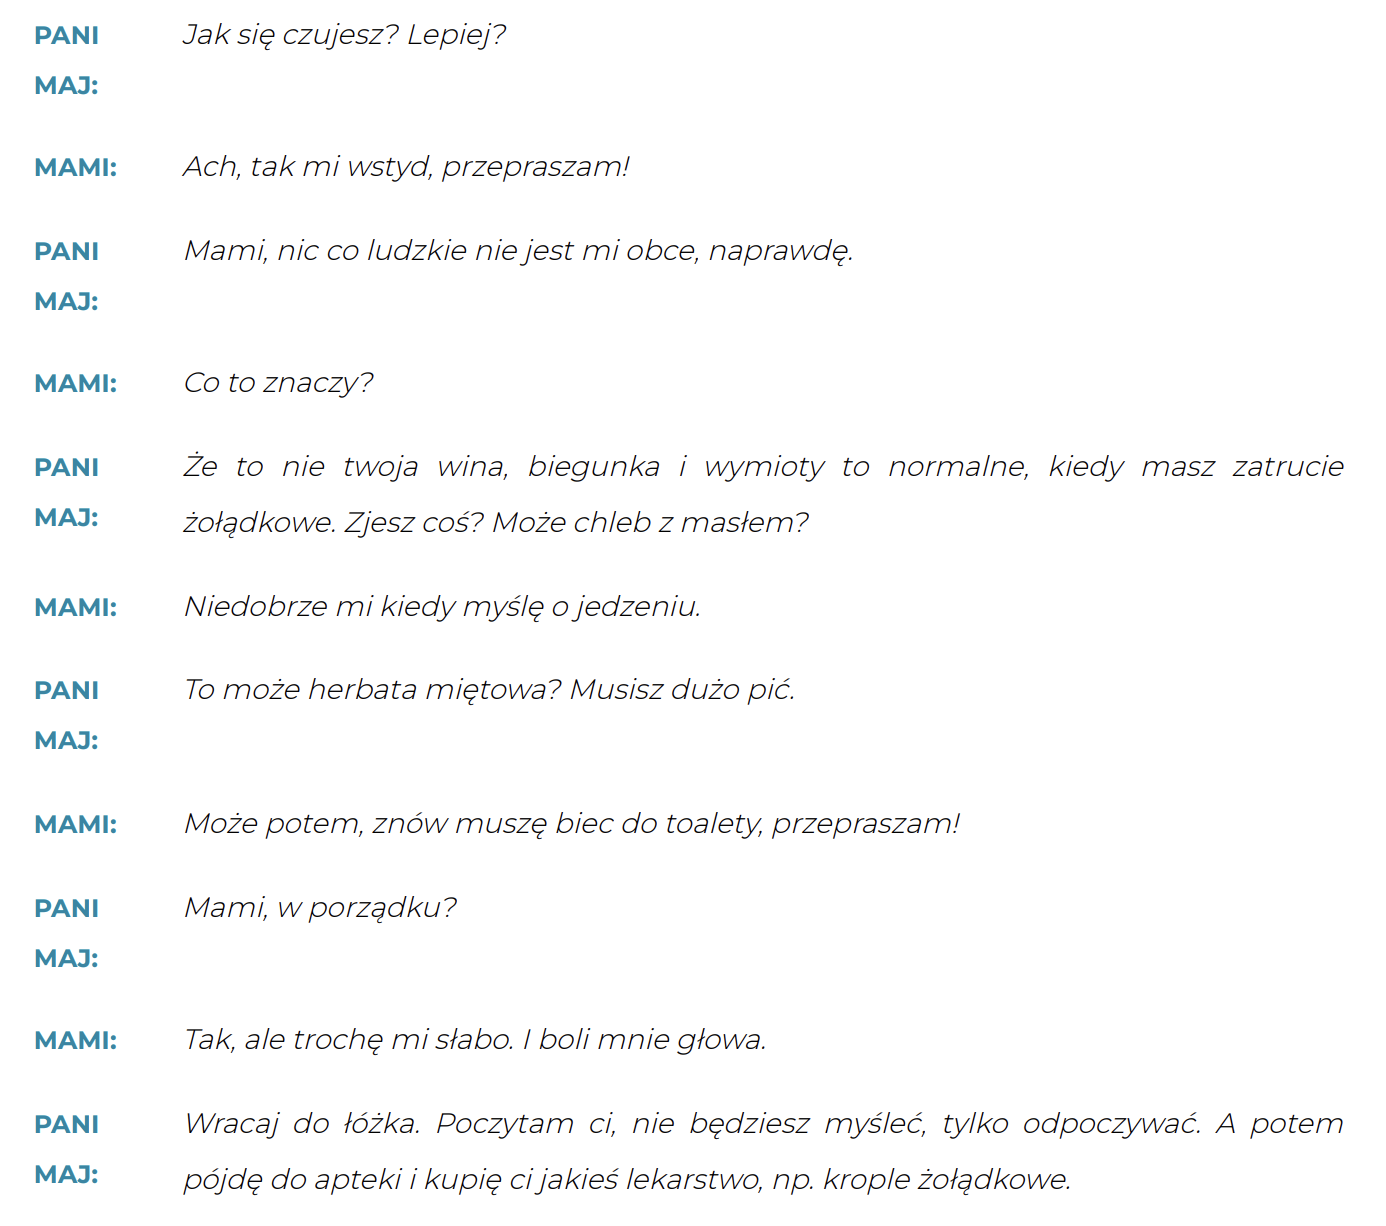 PANI Jak się czujesz? Lepiej?
MAJ:
MAMI: Ach, tak mi wstyd, przepraszam!
PANI Mami, nic co ludzkie nie jest mi obce, naprawdę.
MAJ:
MAMI: Co to znaczy?
PANI Że to nie twoja wina, biegunka i wymioty to normalne, kiedy masz zatrucie
MAJ: żołądkowe. Zjesz coś? Może chleb z masłem?
MAMI: Niedobrze mi kiedy myślę o jedzeniu.
PANI To może herbata miętowa? Musisz dużo pić.
MAJ:
MAMI: Może potem, znów muszę biec do toalety, przepraszam!
PANI Mami, w porządku?
MAJ:
MAMI: Tak, ale trochę mi słabo. I boli mnie głowa.
PANI Wracaj do łóżka. Poczytam ci, nie będziesz myśleć, tylko odpoczywać. A potem
MAJ: pójdę do apteki i kupię ci jakieś lekarstwo, np. krople żołądkowe.